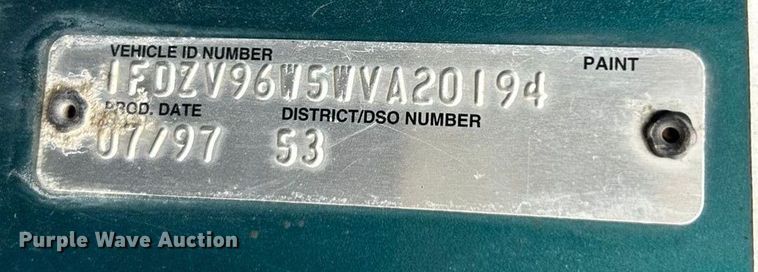 VEHICLE ID NUMBER PAINT
1FDZV96W5WVA20194
PROD. DATE DISTRICT/DSO NUMBER
07/97 53
Purple Wave Auction